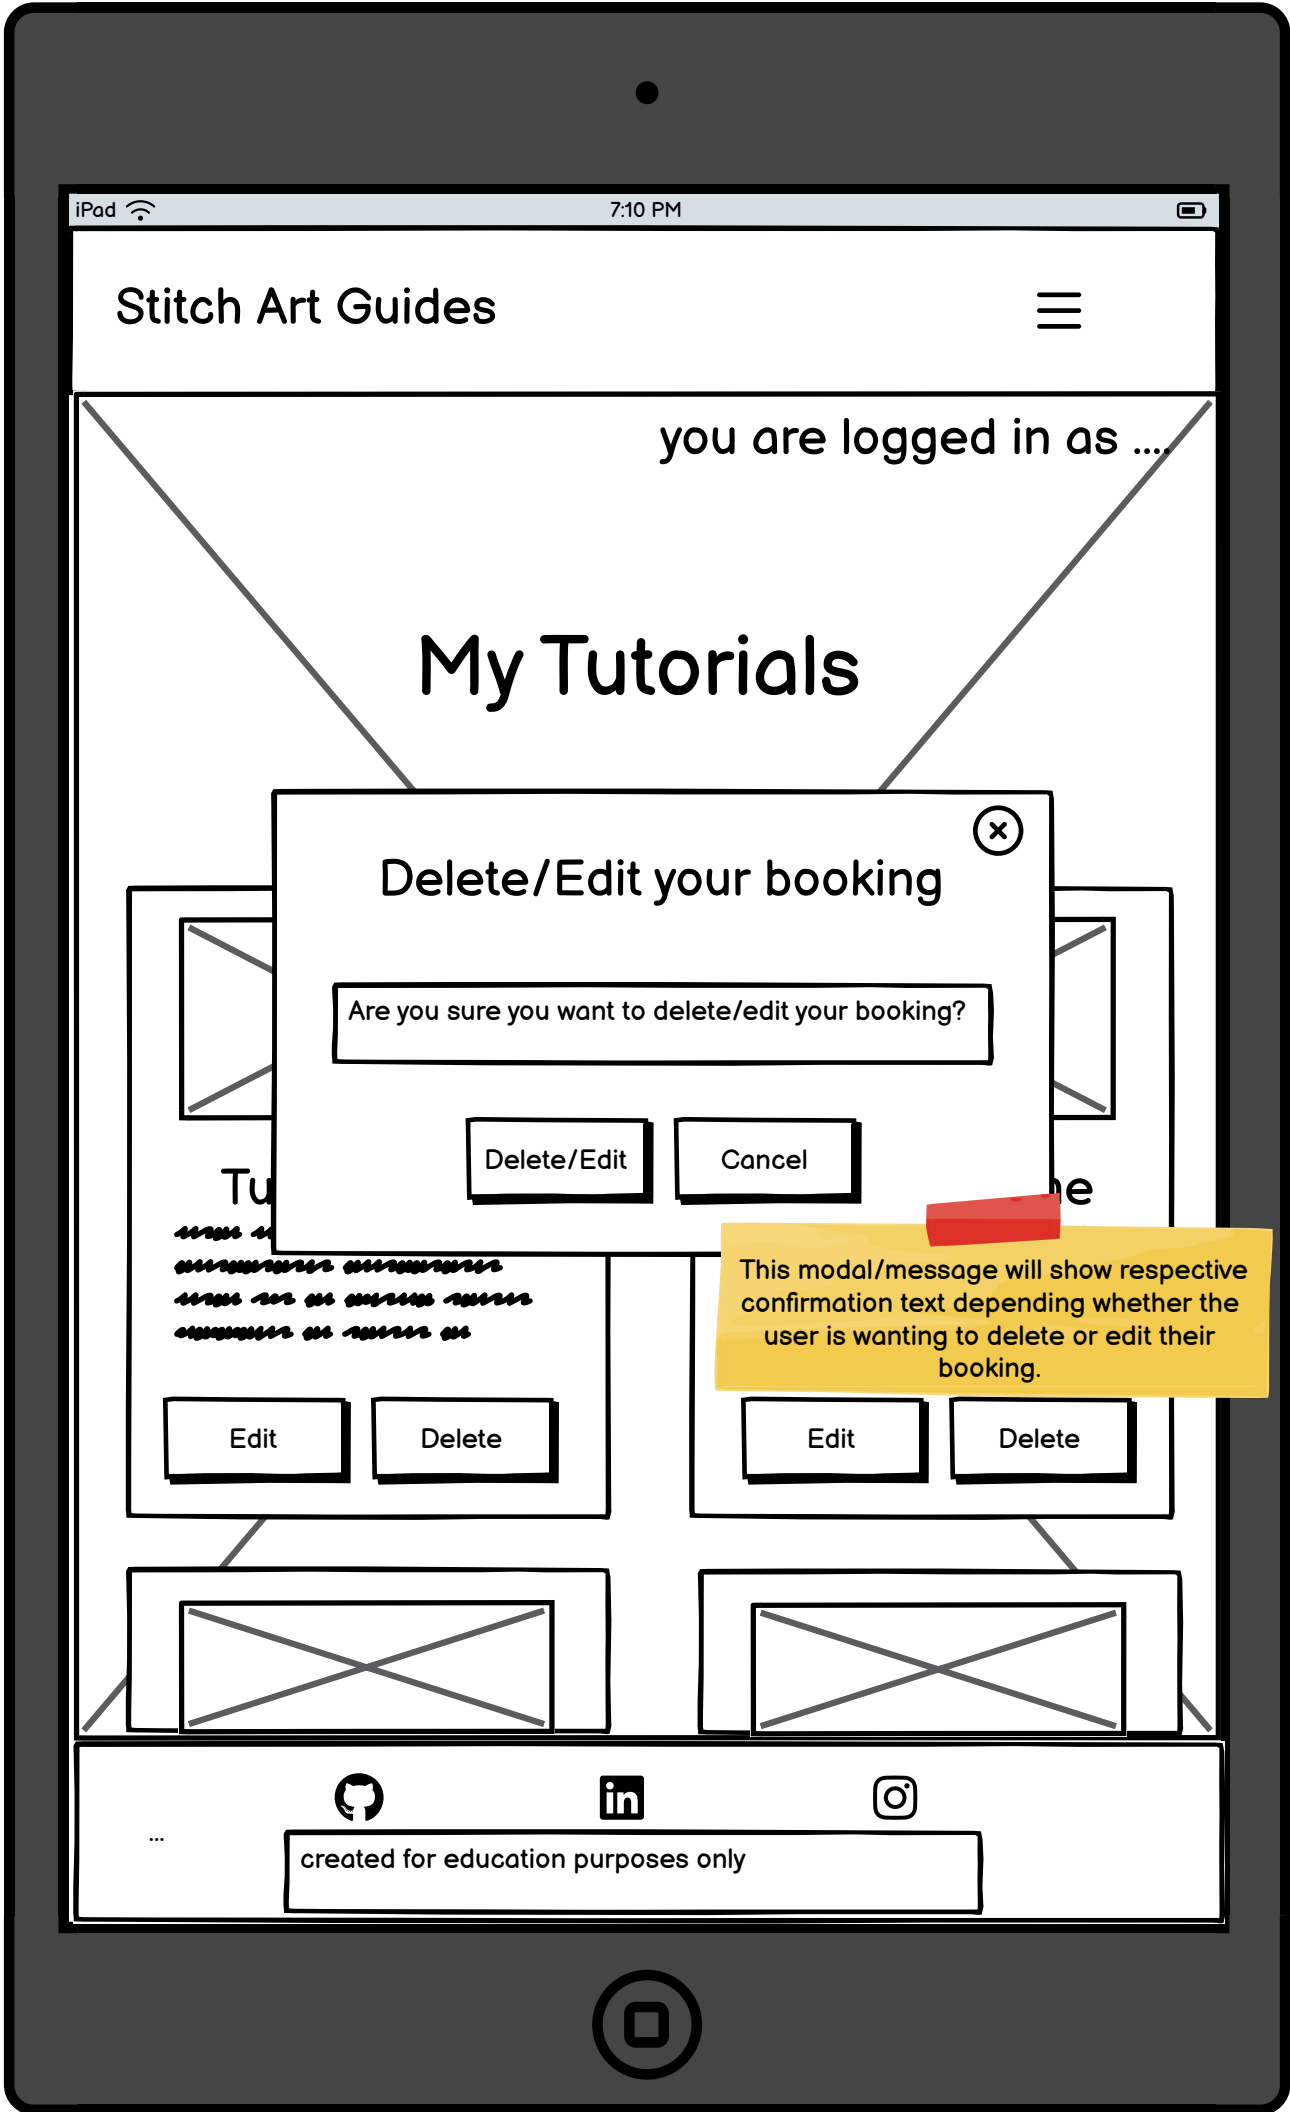 iPad 7:10 PM
Stitch Art Guides
you are logged in as ....
My Tutorials
Delete/Edit your booking
Are you sure you want to delete/edit your booking?
Delete/Edit Cancel
This modal/message will show respective
confirmation text depending whether the
user is wanting to delete or edit their
booking.
Edit Delete Edit Delete
...
created for education purposes only